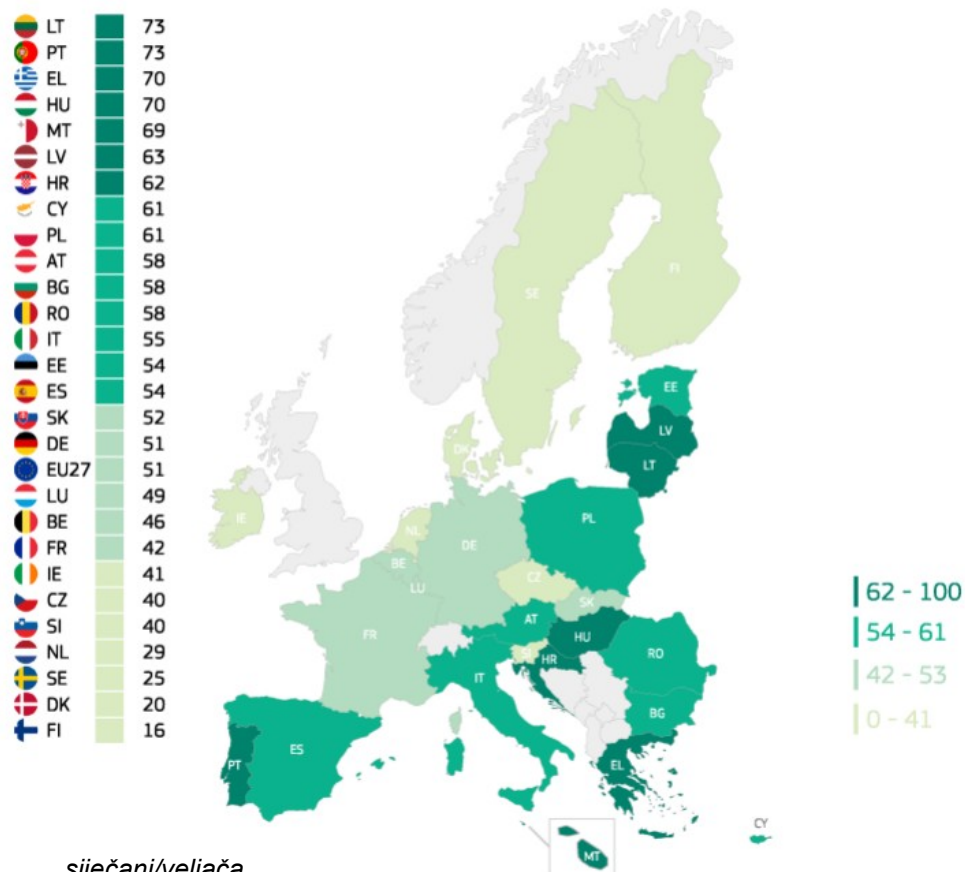 LT 73
PT 73
EL 70
HU 70
MT 69
LV 63
HR 62
CY 61
PL 61
AT 58
BG 58
RO 58
IT 55
EE 54
ES 54
SK 52
DE 51
EU27 51
LU 49
BE 46
FR 42
IE 41
CZ 40
SI 40
NL 29
SE 25
DK 20
FI 16
FI
SE
EE
LV
DK
LT
IE
NL
PL
DE
BE
CZ
LU
SK
AT
FR
HU
SI
HR
RO
IT
BG
ES
PT
EL
CY
MT
62 - 100
54 - 61
42 - 53
0 - 41
siječanj/veljača